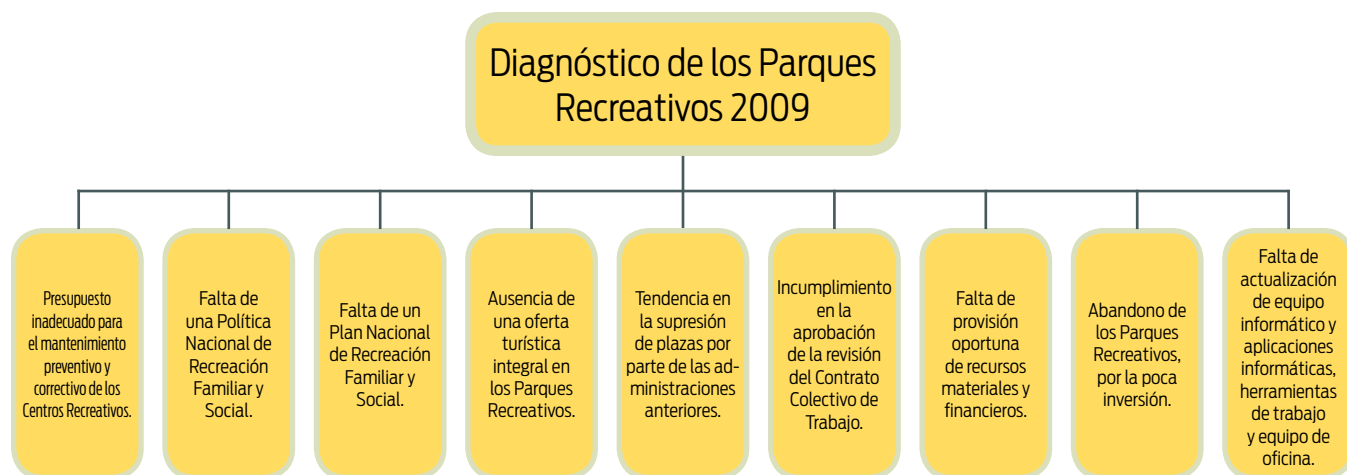 Diagnóstico de los Parques
Recreativos 2009
Presupuesto
inadecuado para
el mantenimiento
preventivo y
correctivo de los
Centros Recreativos.
Falta de
una Política
Nacional de
Recreación
Familiar y
Social.
Falta de un
Plan Nacional
de Recreación
Familiar y
Social.
Ausencia de
una oferta
turística
integral en
los Parques
Recreativos.
Tendencia en
la supresión
de plazas por
parte de las ad-
ministraciones
anteriores.
Incumplimiento
en la
aprobación
de la revisión
del Contrato
Colectivo de
Trabajo.
Falta de
provisión
oportuna
de recursos
materiales y
financieros.
Abandono de
los Parques
Recreativos,
por la poca
inversión.
Falta de
actualización
de equipo
informático y
aplicaciones
informáticas,
herramientas
de trabajo
y equipo de
oficina.